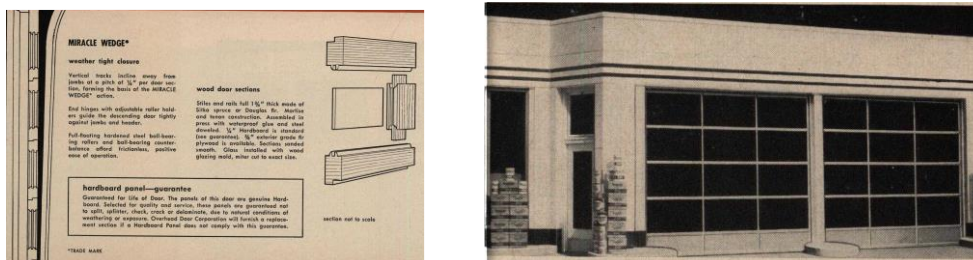 MIRACLE WEDGE*
weather tight closure
Vertical tracks incline away from
jambs at a pitch of ¼" per door sec-
tion, forming the basis of the MIRACLE
WEDGE* action.
End hinges with adjustable roller hold-
ers guide the descending door tightly
against jambs and header.
Full-floating hardened steel ball-bear-
ing rollers and ball-bearing counter-
balance afford frictionless, positive
ease of operation.
wood door sections
Stiles and rails full 1⅜" thick made of
Sitka spruce or Douglas fir. Mortise
and tenon construction. Assembled in
press with waterproof glue and steel
doweled. ¼" Hardboard is standard
(see guarantee). ⅜" exterior grade fir
plywood is available. Sections sanded
smooth. Glass installed with wood
glazing mold, miter cut to exact size.
hardboard panel—guarantee
Guaranteed for Life of Door. The panels of this door are genuine Hard-
board. Selected for quality and service, these panels are guaranteed not
to split, splinter, check, crack or delaminate, due to natural conditions of
weathering or exposure. Overhead Door Corporation will furnish a replace-
ment section if a Hardboard Panel does not comply with this guarantee.
section not to scale
*TRADE MARK